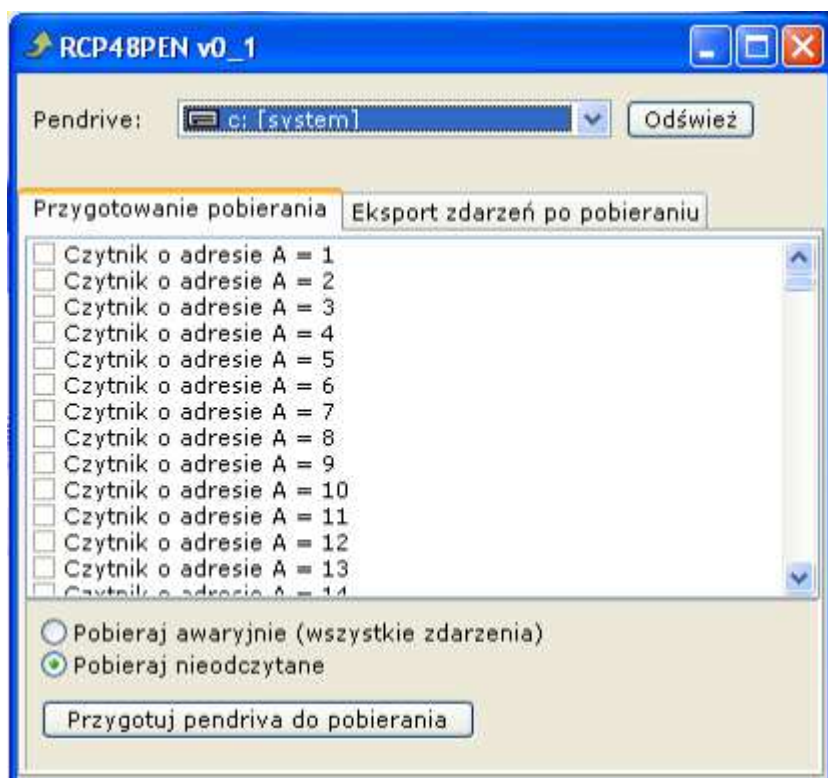 RCP48PEN v0_1
Pendrive: c: [system] Odśwież
Przygotowanie pobierania Eksport zdarzeń po pobieraniu
Czytnik o adresie A = 1
Czytnik o adresie A = 2
Czytnik o adresie A = 3
Czytnik o adresie A = 4
Czytnik o adresie A = 5
Czytnik o adresie A = 6
Czytnik o adresie A = 7
Czytnik o adresie A = 8
Czytnik o adresie A = 9
Czytnik o adresie A = 10
Czytnik o adresie A = 11
Czytnik o adresie A = 12
Czytnik o adresie A = 13
Czytnik o adresie A = 14
Pobieraj awaryjnie (wszystkie zdarzenia)
Pobieraj nieodczytane
Przygotuj pendriva do pobierania